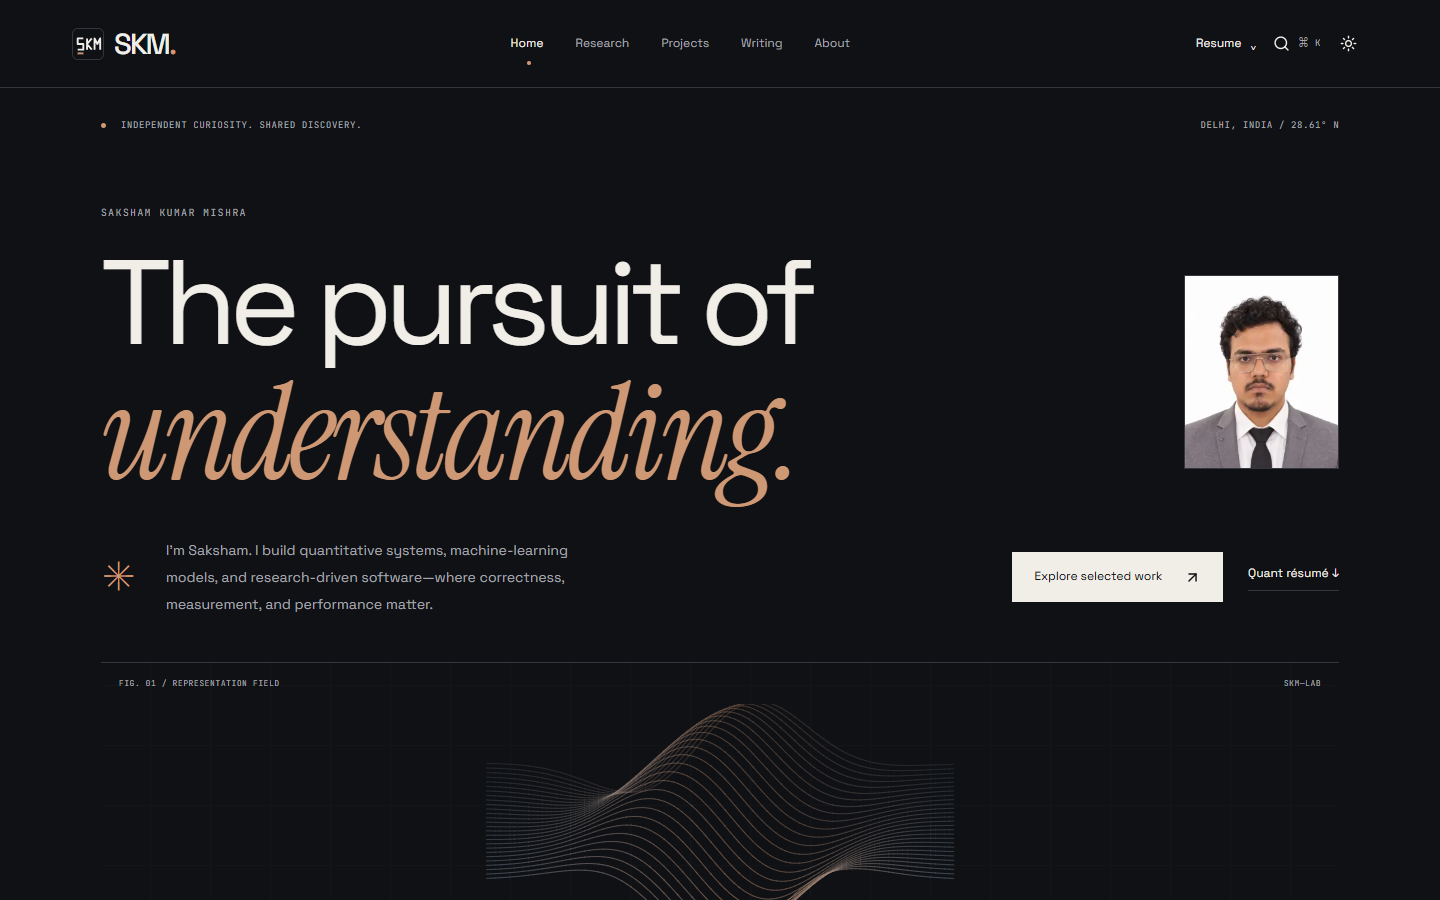 SKM SKM.
Home Research Projects Writing About
Resume ⌘ K
INDEPENDENT CURIOSITY. SHARED DISCOVERY.
DELHI, INDIA / 28.61° N
SAKSHAM KUMAR MISHRA
The pursuit of
understanding.
I'm Saksham. I build quantitative systems, machine-learning
models, and research-driven software—where correctness,
measurement, and performance matter.
Explore selected work
Quant résumé ↓
FIG. 01 / REPRESENTATION FIELD
SKM—LAB